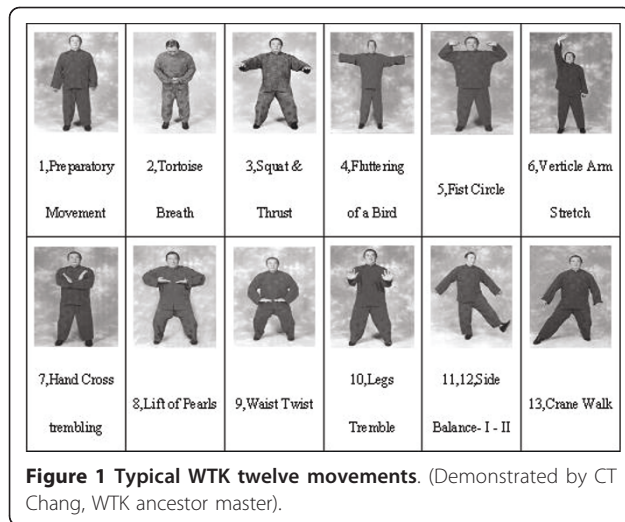 1,Preparatory
Movement
2,Tortoise
Breath
3,Squat &
Thrust
4,Fluttering
of a Bird
5,Fist Circle
6,Verticle Arm
Stretch
7,Hand Cross
trembling
8,Lift of Pearls
9,Waist Twist
10,Legs
Tremble
11,12,Side
Balance- I - II
13,Crane Walk
Figure 1 Typical WTK twelve movements. (Demonstrated by CT
Chang, WTK ancestor master).